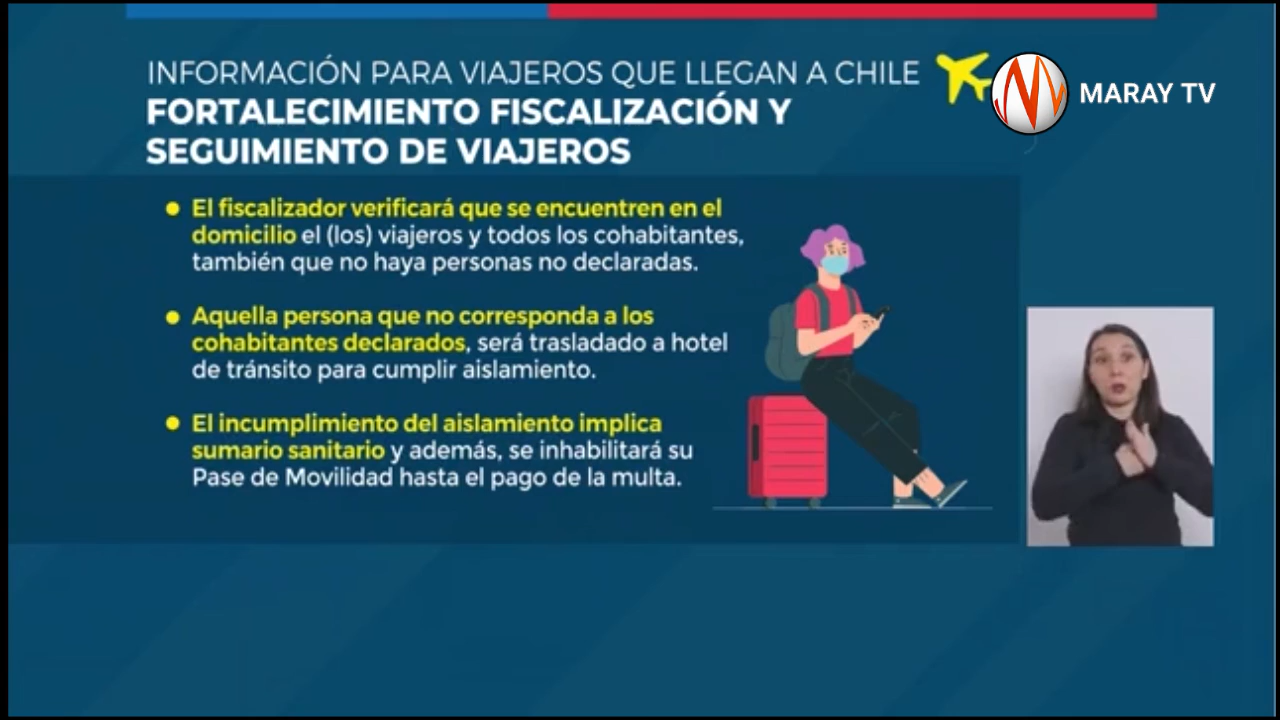 INFORMACIÓN PARA VIAJEROS QUE LLEGAN A CHILE
FORTALECIMIENTO FISCALIZACIÓN Y
SEGUIMIENTO DE VIAJEROS
MARAY TV
El fiscalizador verificará que se encuentren en el
domicilio el (los) viajeros y todos los cohabitantes,
también que no haya personas no declaradas.
Aquella persona que no corresponda a los
cohabitantes declarados, será trasladado a hotel
de tránsito para cumplir aislamiento.
El incumplimiento del aislamiento implica
sumario sanitario y además, se inhabilitará su
Pase de Movilidad hasta el pago de la multa.